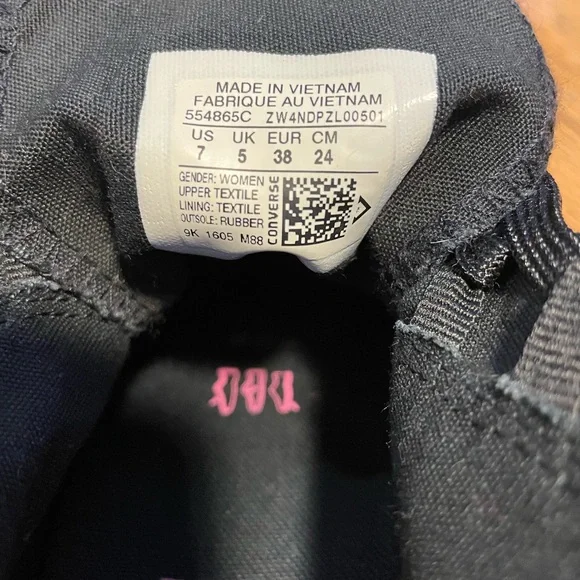 MADE IN VIETNAM
FABRIQUE AU VIETNAM
554865C ZW4NDPZL00501
US UK EUR CM
7 5 38 24
GENDER: WOMEN
UPPER TEXTILE
LINING: TEXTILE
OUTSOLE: RUBBER
9K 1605 M88
CONVERSE